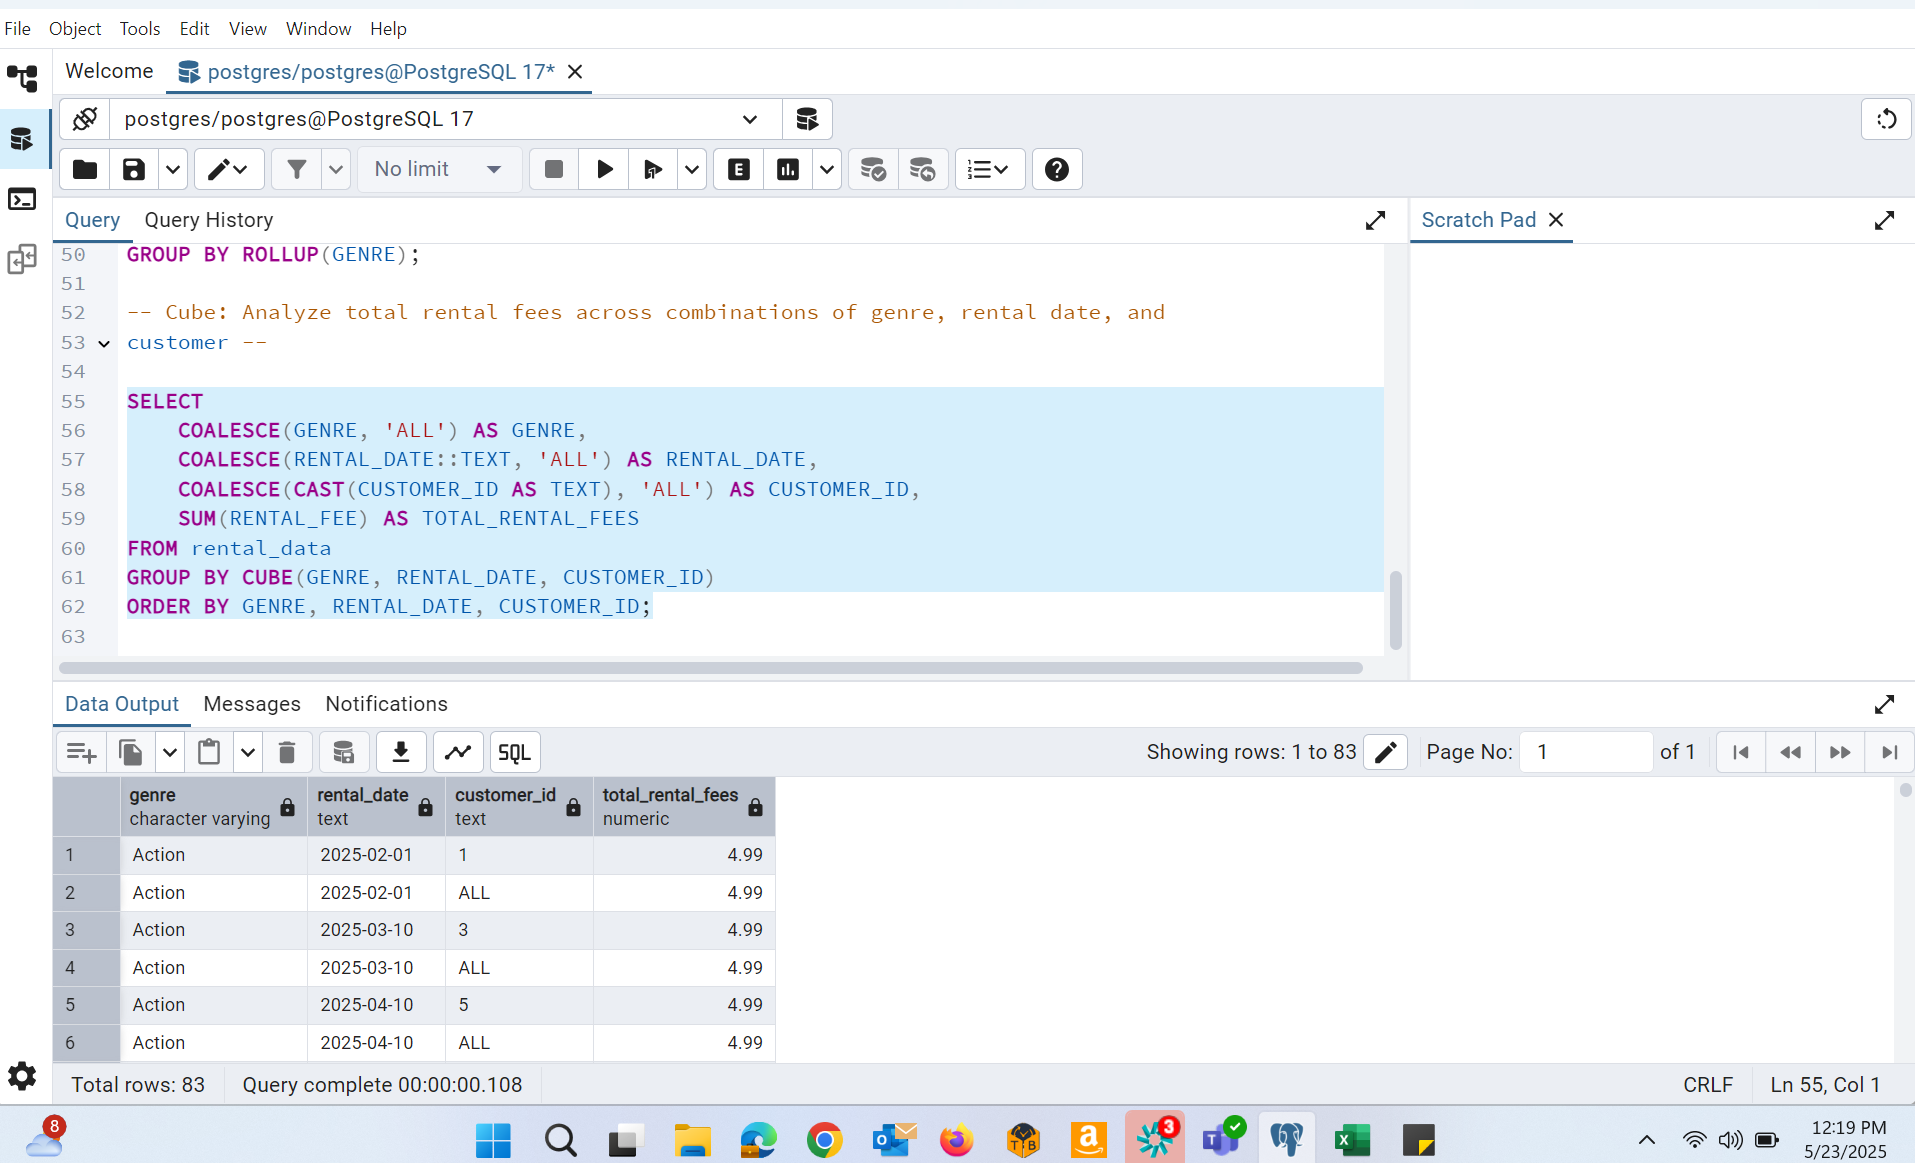 File Object Tools Edit View Window Help
Welcome postgres/postgres@PostgreSQL 17*
postgres/postgres@PostgreSQL 17
No limit E
Query Query History Scratch Pad
50 GROUP BY ROLLUP(GENRE);
51
52 -- Cube: Analyze total rental fees across combinations of genre, rental date, and
53 customer --
54
55 SELECT
56 COALESCE(GENRE, 'ALL') AS GENRE,
57 COALESCE(RENTAL_DATE::TEXT, 'ALL') AS RENTAL_DATE,
58 COALESCE(CAST(CUSTOMER_ID AS TEXT), 'ALL') AS CUSTOMER_ID,
59 SUM(RENTAL_FEE) AS TOTAL_RENTAL_FEES
60 FROM rental_data
61 GROUP BY CUBE(GENRE, RENTAL_DATE, CUSTOMER_ID)
62 ORDER BY GENRE, RENTAL_DATE, CUSTOMER_ID;
63
Data Output Messages Notifications
SQL Showing rows: 1 to 83 Page No: 1 of 1
genre rental_date customer_id total_rental_fees
character varying text text numeric
1 Action 2025-02-01 1 4.99
2 Action 2025-02-01 ALL 4.99
3 Action 2025-03-10 3 4.99
4 Action 2025-03-10 ALL 4.99
5 Action 2025-04-10 5 4.99
6 Action 2025-04-10 ALL 4.99
Total rows: 83 Query complete 00:00:00.108 CRLF Ln 55, Col 1
8 3 12:19 PM
5/23/2025